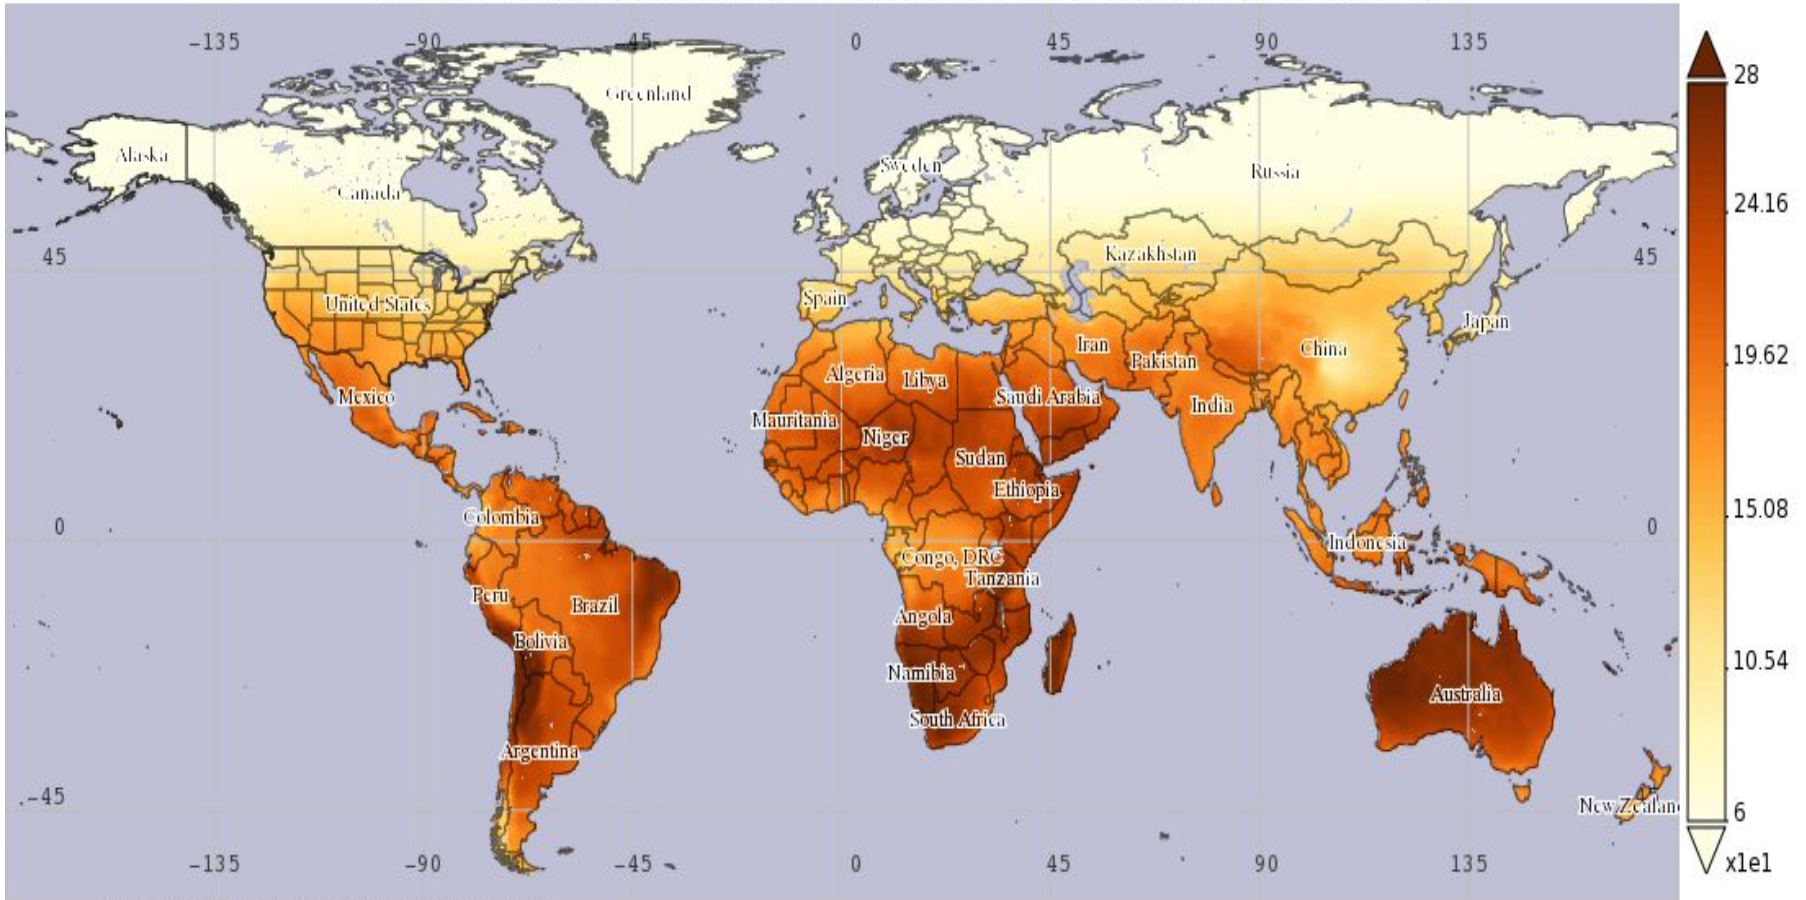 -135 -90 -45 0 45 90 135
28
Greenland
Alaska
Sweden
Russia
Canada
24.16
45 45
Kazakhstan
United States
Spain
Japan
Iran
China
19.62
Pakistan
Algeria
Libya
Mexico
Saudi Arabia
India
Mauritania
Niger
Sudan
Ethiopia
15.08
Colombia
0 0
Indonesia
Congo, DRC
Tanzania
Peru
Brazil
Angola
Bolivia
10.54
Namibia
Australia
South Africa
Argentina
-45
New Zealan
6
-135 -90 -45 0 45 90 135
x1e1